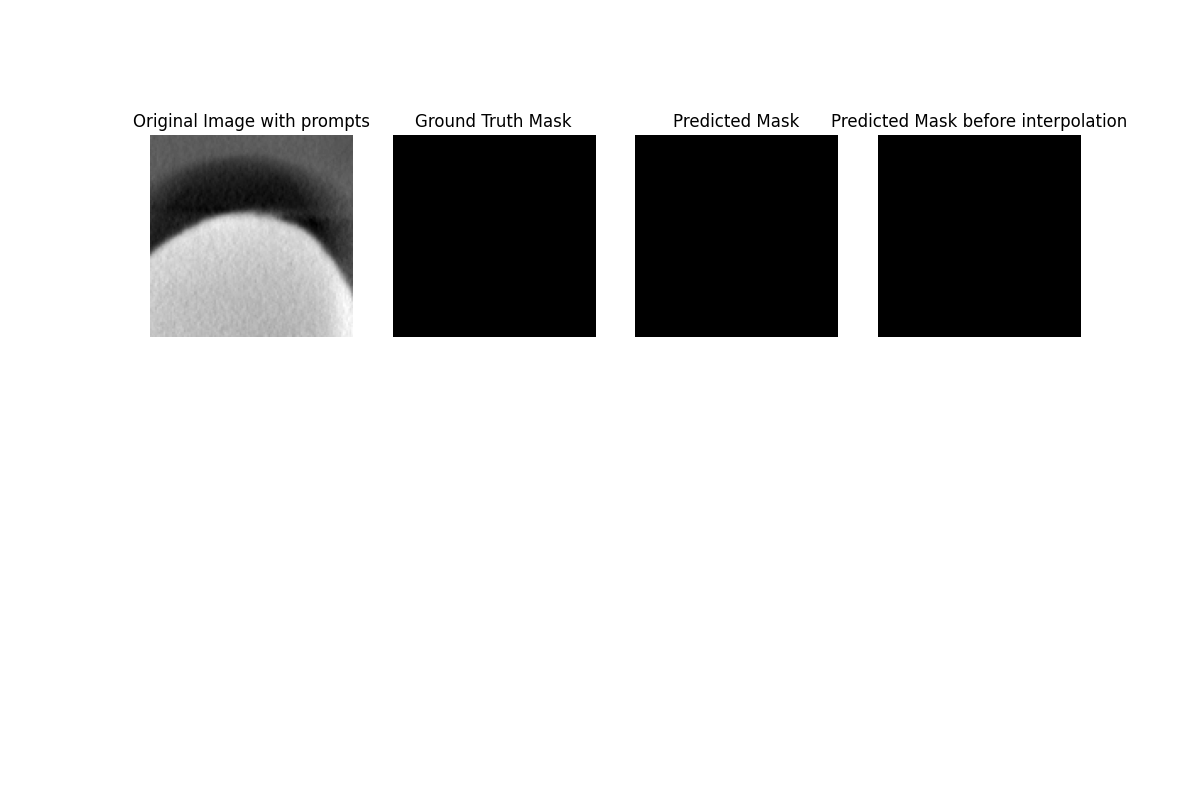 Original Image with prompts
Ground Truth Mask
Predicted Mask
Predicted Mask before interpolation